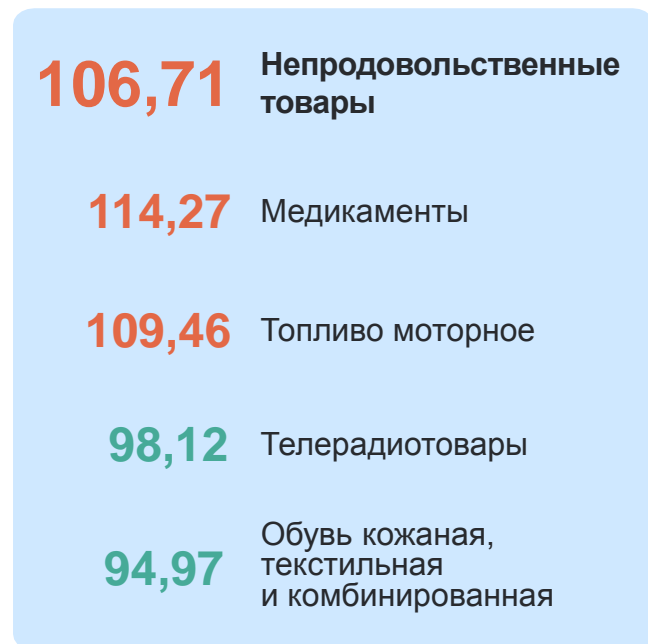 106,71 Непродовольственные
товары
114,27 Медикаменты
109,46 Топливо моторное
98,12 Телерадиотовары
94,97 Обувь кожаная,
текстильная
и комбинированная